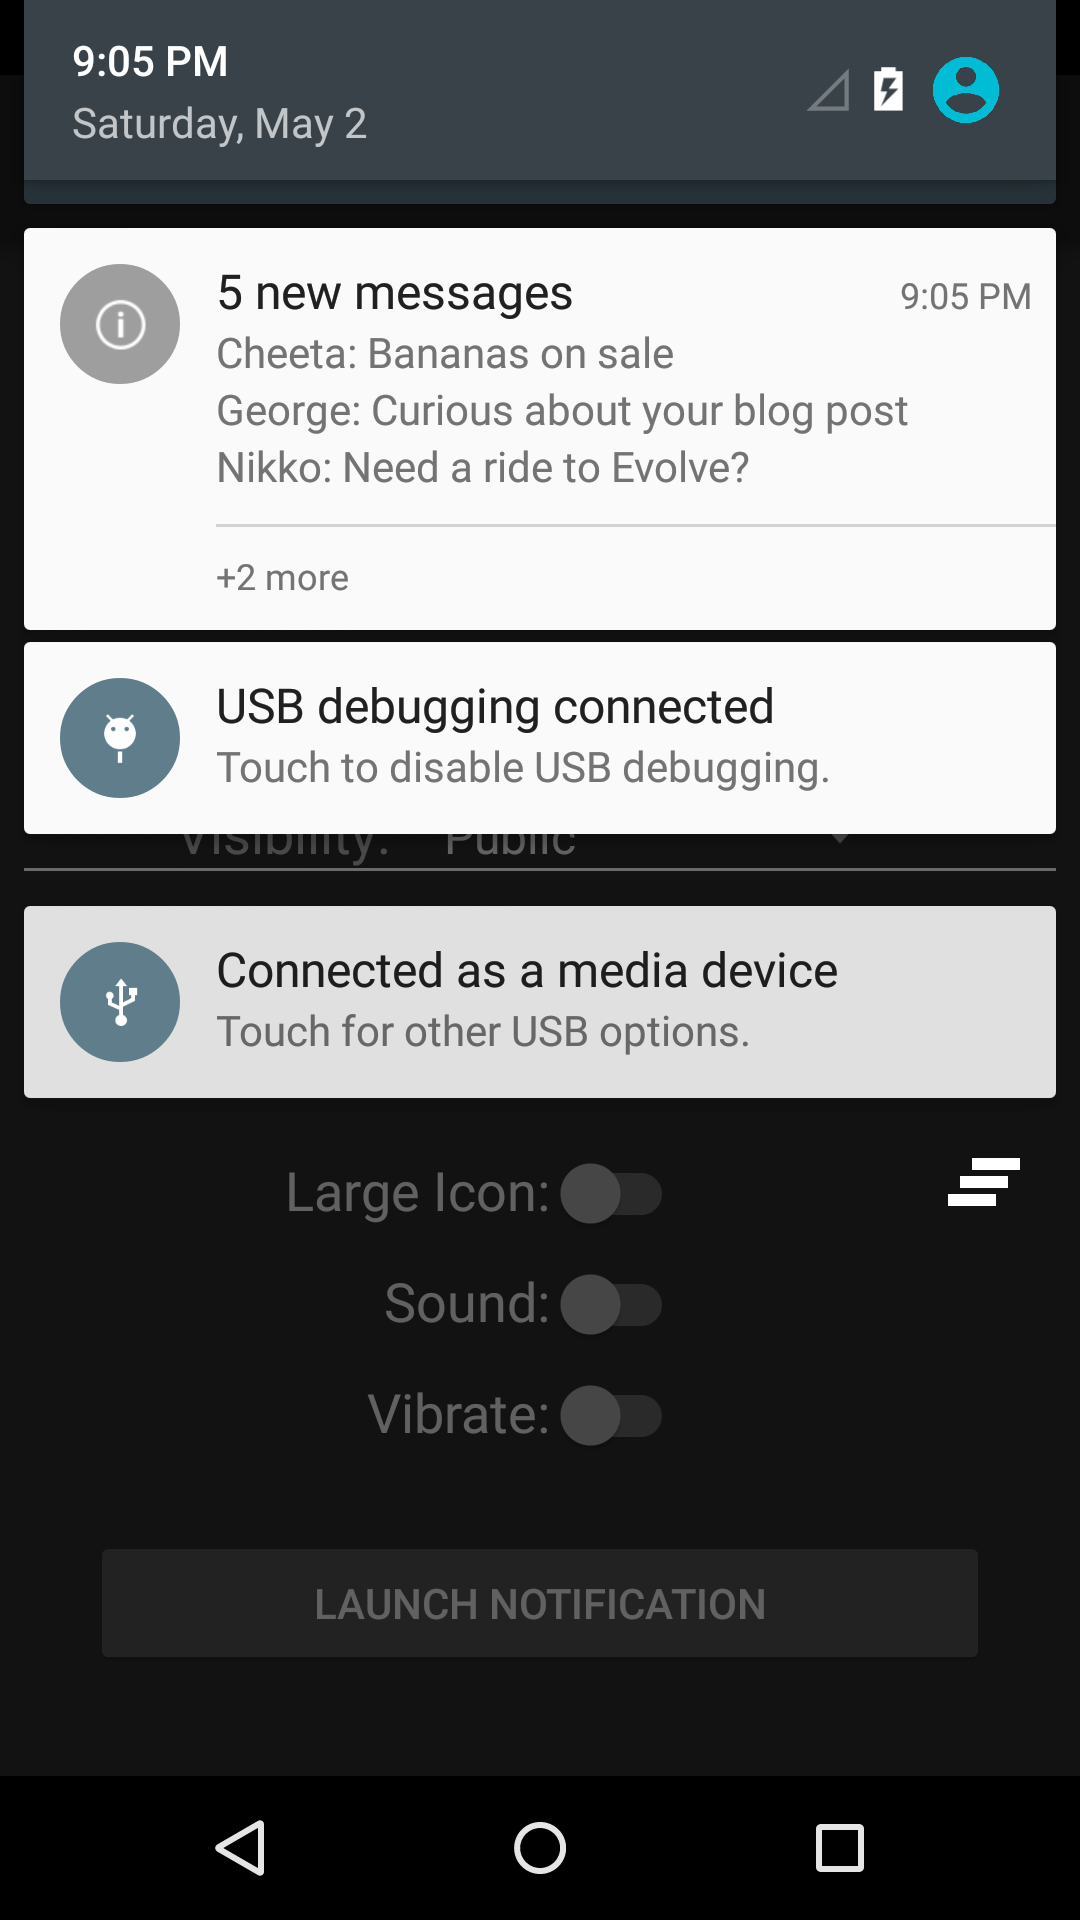 9:05 PM
Saturday, May 2
5 new messages
9:05 PM
Cheeta: Bananas on sale
George: Curious about your blog post
Nikko: Need a ride to Evolve?
+2 more
USB debugging connected
Touch to disable USB debugging.
Visibility: Public
Connected as a media device
Touch for other USB options.
Large Icon:
Sound:
Vibrate:
LAUNCH NOTIFICATION